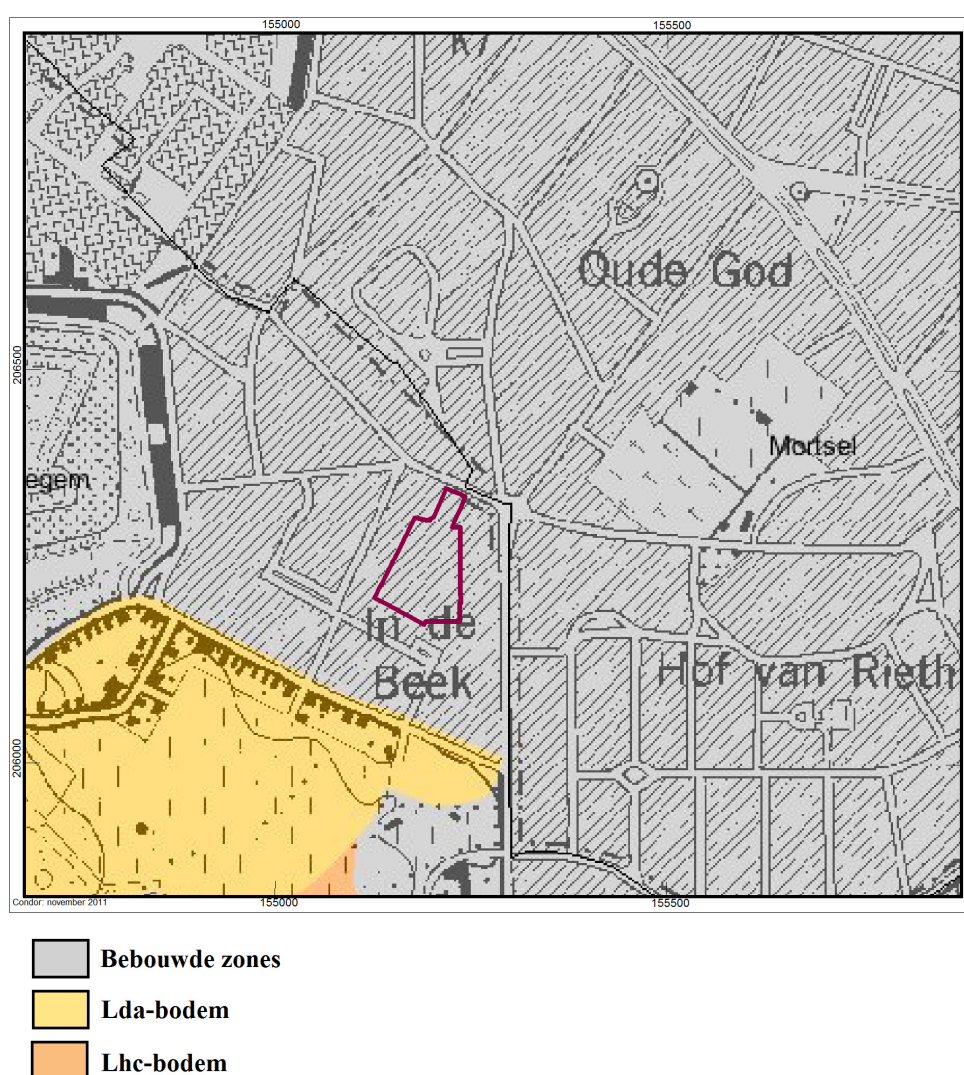 155000
155500
Oude God
206500
Mortsel
egem
In de
Beek
Hof van Rieth
206000
Condor: november 2011
155000
155500
Bebouwde zones
Lda-bodem
Lhc-bodem